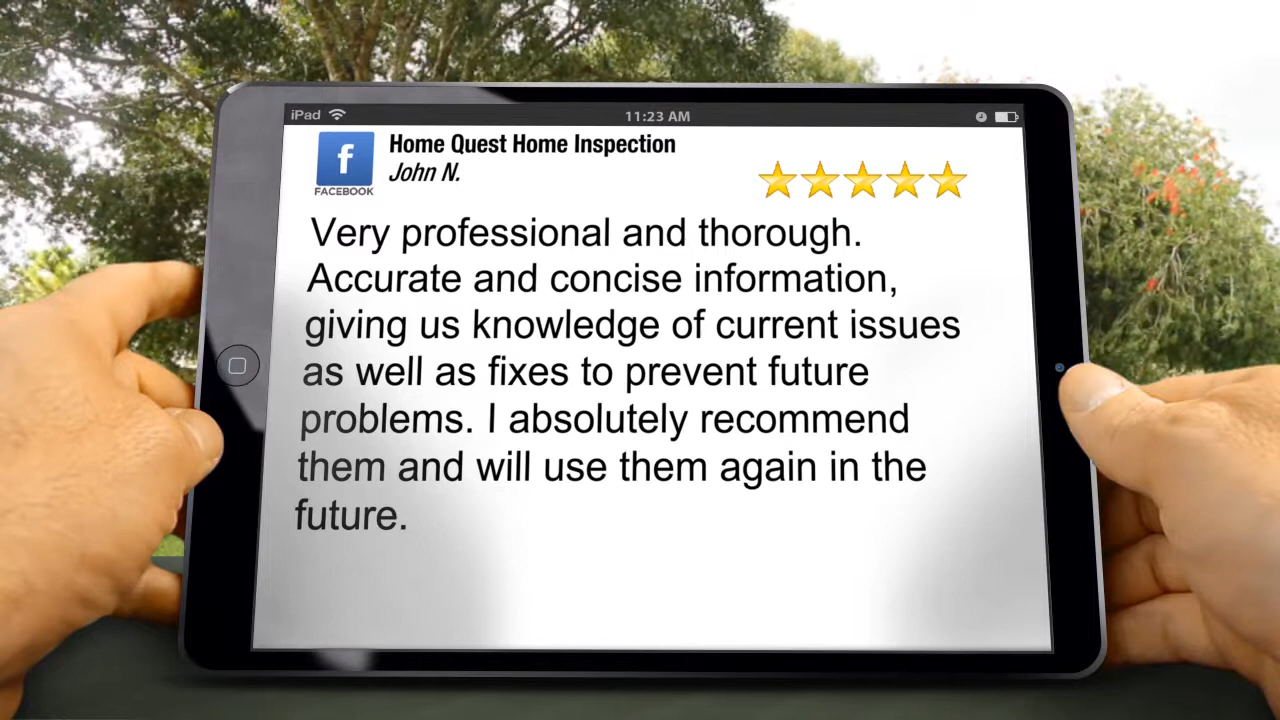 iPad 11:23 AM
Home Quest Home Inspection
John N.
f
FACEBOOK
Very professional and thorough.
Accurate and concise information,
giving us knowledge of current issues
as well as fixes to prevent future
problems. I absolutely recommend
them and will use them again in the
future.